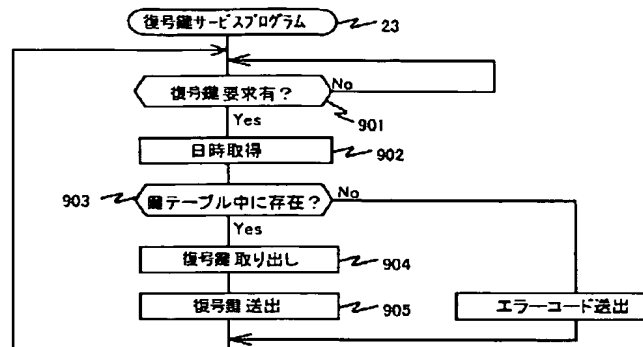 復号鍵サービスプログラム 23
復号鍵要求有? No
901
Yes
日時取得 902
903 鍵テーブル中に存在? No
Yes
復号鍵取り出し 904
復号鍵送出 905 エラーコード送出